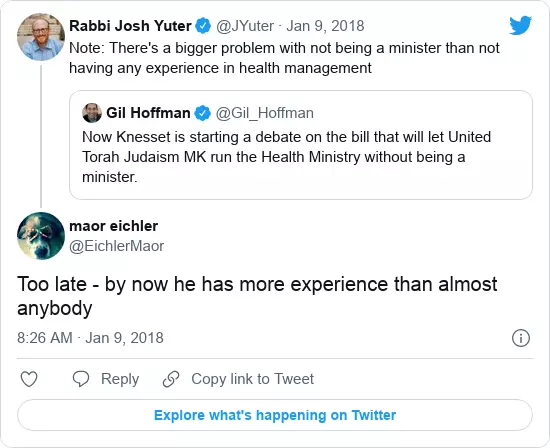 Rabbi Josh Yuter @JYuter · Jan 9, 2018
Note: There's a bigger problem with not being a minister than not
having any experience in health management
Gil Hoffman @Gil_Hoffman
Now Knesset is starting a debate on the bill that will let United
Torah Judaism MK run the Health Ministry without being a
minister.
maor eichler
@EichlerMaor
Too late - by now he has more experience than almost
anybody
8:26 AM · Jan 9, 2018
Reply Copy link to Tweet
Explore what's happening on Twitter